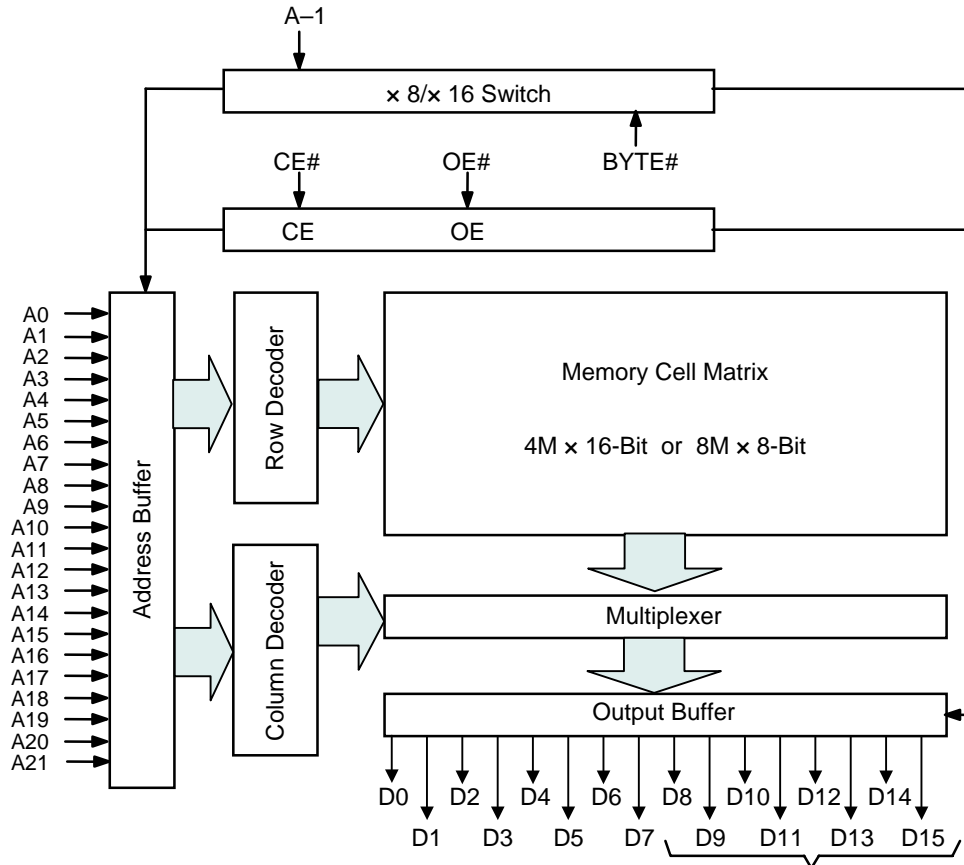 A–1
× 8/× 16 Switch
CE#
OE#
BYTE#
CE
OE
A0
A1
A2
A3
A4
A5
A6
A7
A8
A9
A10
A11
A12
A13
A14
A15
A16
A17
A18
A19
A20
A21
Address Buffer
Row Decoder
Column Decoder
Memory Cell Matrix
4M × 16-Bit or 8M × 8-Bit
Multiplexer
Output Buffer
D0 D2 D4 D6 D8 D10 D12 D14
D1 D3 D5 D7 D9 D11 D13 D15